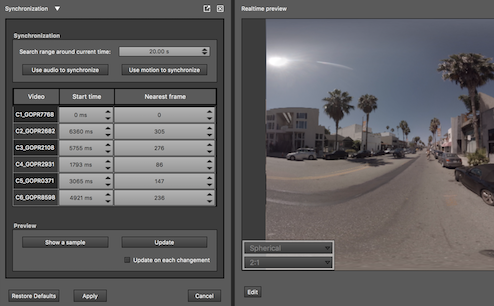 Synchronization
Realtime preview
Synchronization
Search range around current time: 20,00 s
Use audio to synchronize Use motion to synchronize
Video Start time Nearest frame
C1_GOPR7768 0 ms 0
C2_GOPR2682 6360 ms 305
C3_GOPR2108 5755 ms 276
C4_GOPR2931 1793 ms 86
C5_GOPR0371 3065 ms 147
C6_GOPR8596 4921 ms 236
Preview
Show a sample Update
Update on each changement
Restore Defaults Apply Cancel
Spherical
2:1
Edit